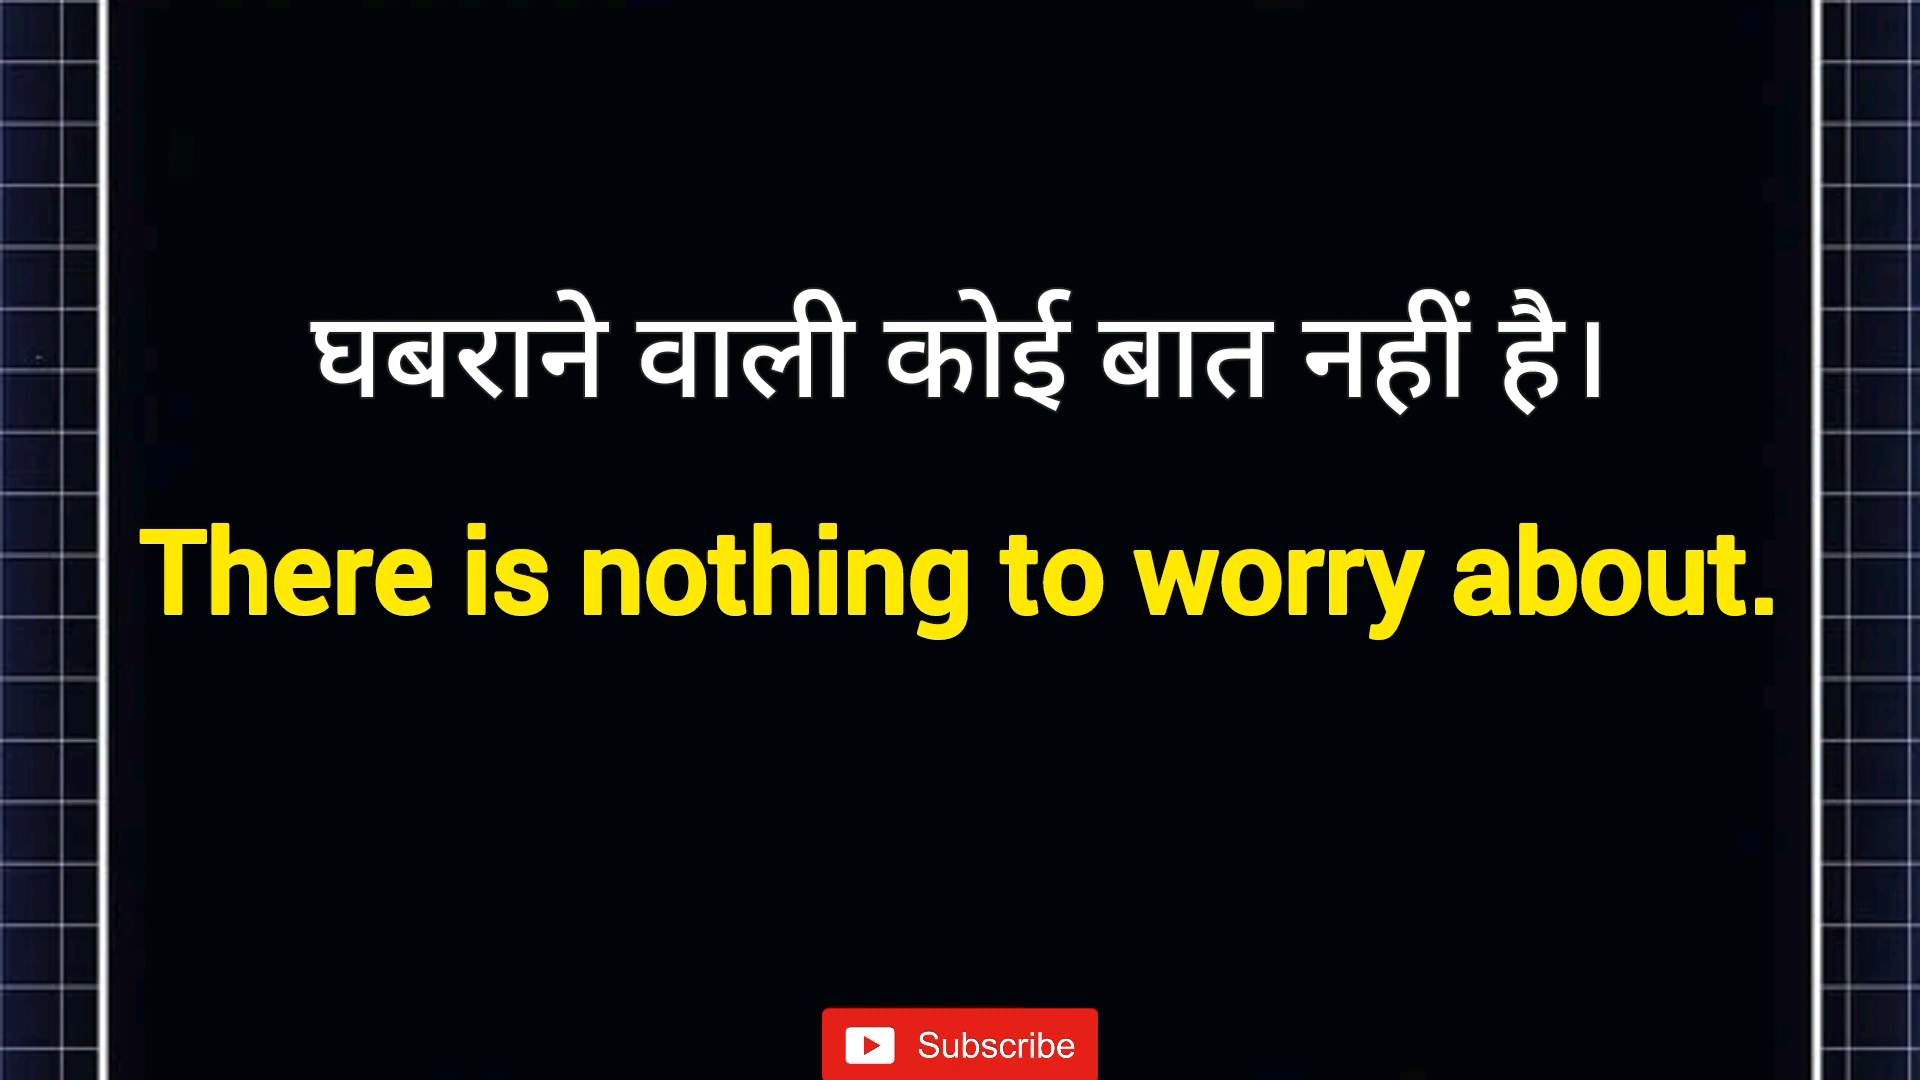 घबराने वाली कोई बात नहीं है।
There is nothing to worry about.
Subscribe